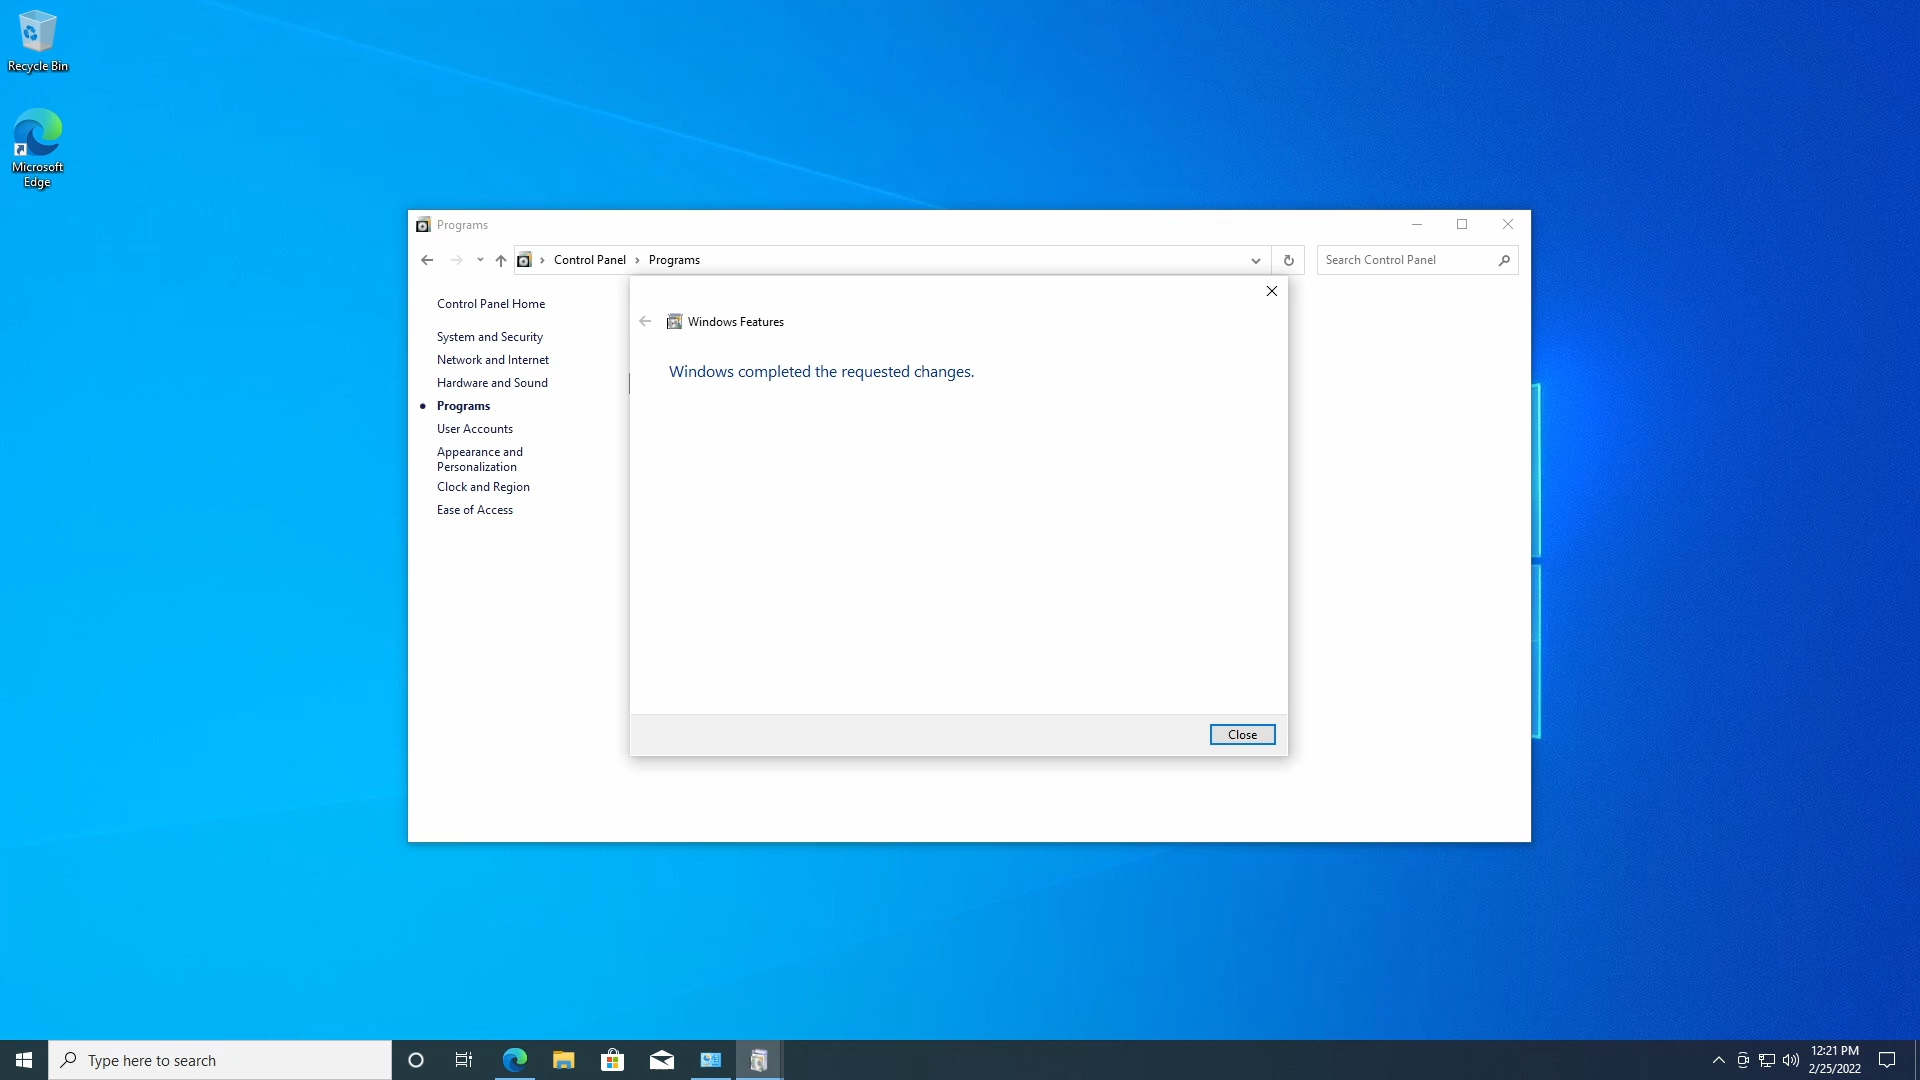 Recycle Bin
Microsoft
Edge
Programs
Control Panel
Programs
Search Control Panel
Control Panel Home
System and Security
Network and Internet
Hardware and Sound
Programs
User Accounts
Appearance and
Personalization
Clock and Region
Ease of Access
Windows Features
Windows completed the requested changes.
Close
Type here to search
12:21 PM
2/25/2022